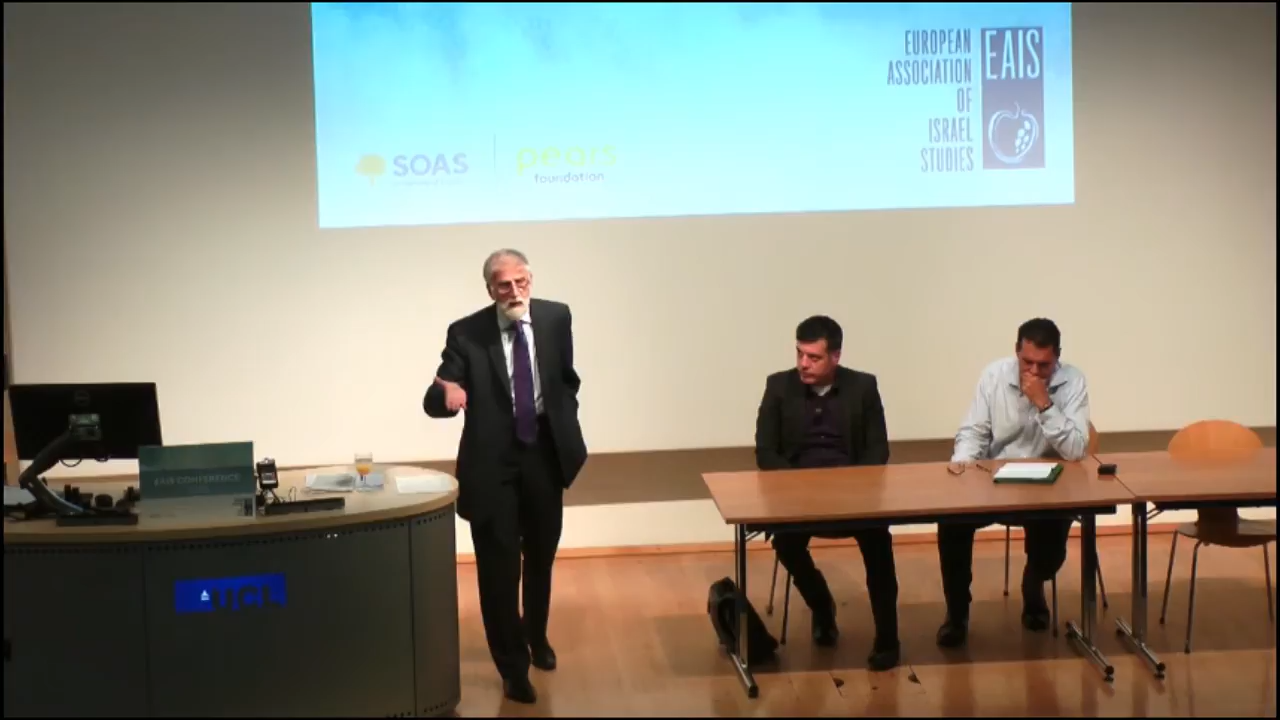 EUROPEAN
ASSOCIATION
OF
ISRAEL
STUDIES
EAIS
SOAS
pears
foundation
EAIS CONFERENCE
UCL